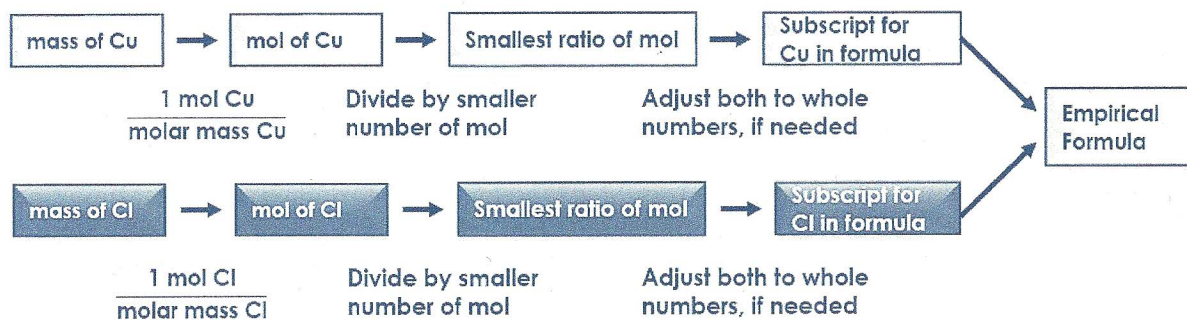 mass of Cu
mol of Cu
Smallest ratio of mol
Subscript for
Cu in formula
1 mol Cu
molar mass Cu
Divide by smaller
number of mol
Adjust both to whole
numbers, if needed
Empirical
Formula
mass of Cl
mol of Cl
Smallest ratio of mol
Subscript for
Cl in formula
1 mol Cl
molar mass Cl
Divide by smaller
number of mol
Adjust both to whole
numbers, if needed